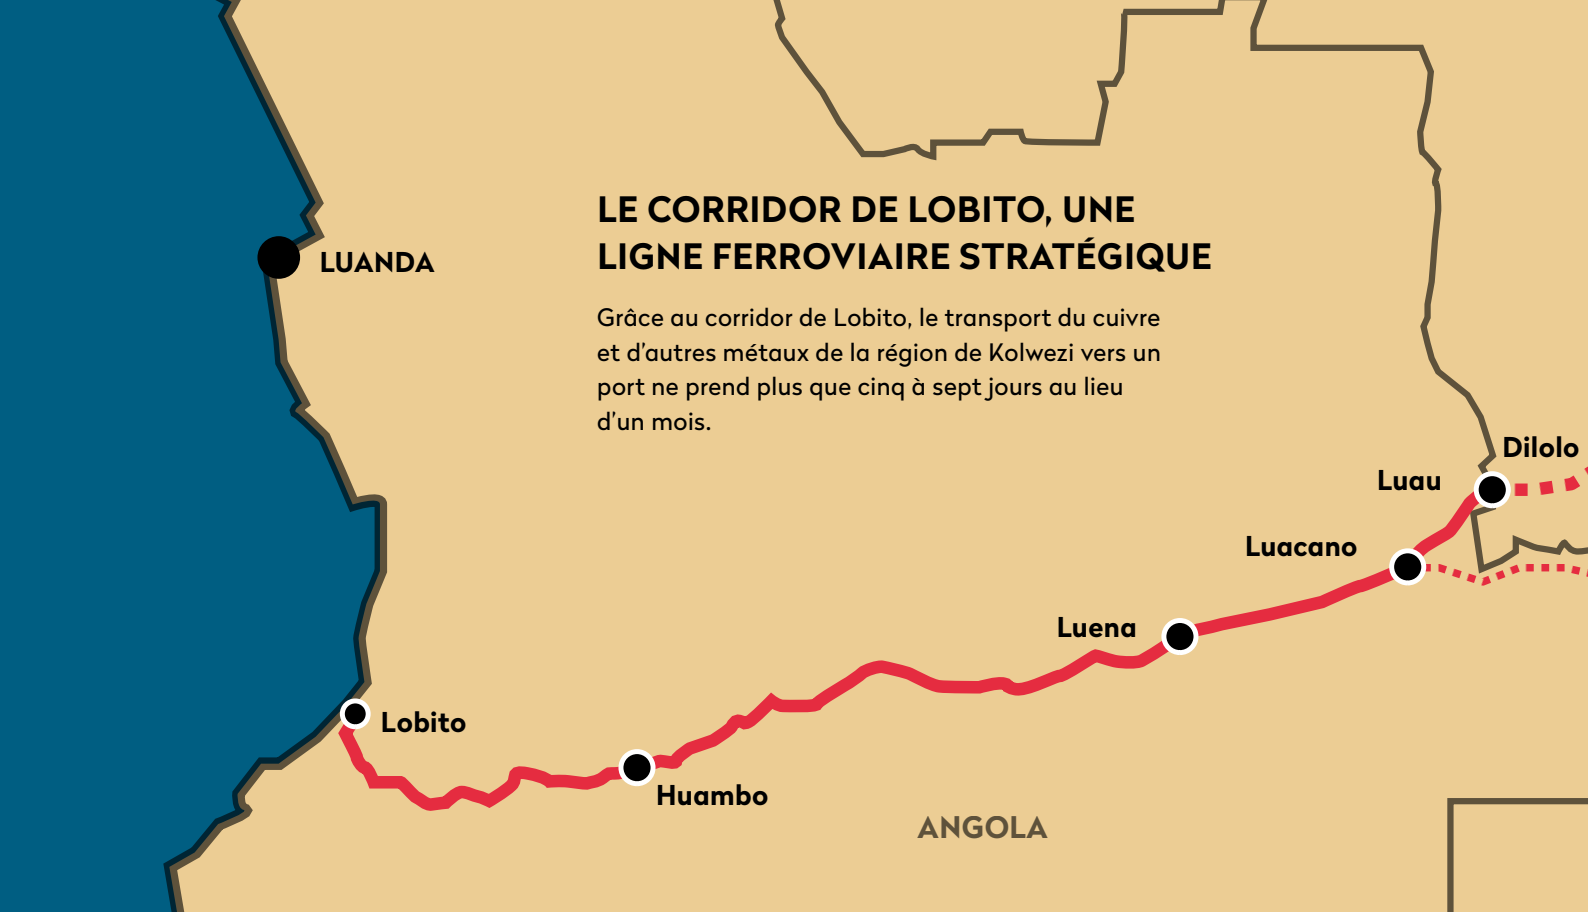 LE CORRIDOR DE LOBITO, UNE
LIGNE FERROVIAIRE STRATÉGIQUE
LUANDA
Grâce au corridor de Lobito, le transport du cuivre
et d’autres métaux de la région de Kolwezi vers un
port ne prend plus que cinq à sept jours au lieu
d’un mois.
Dilolo
Luau
Luacano
Luena
Lobito
Huambo
ANGOLA